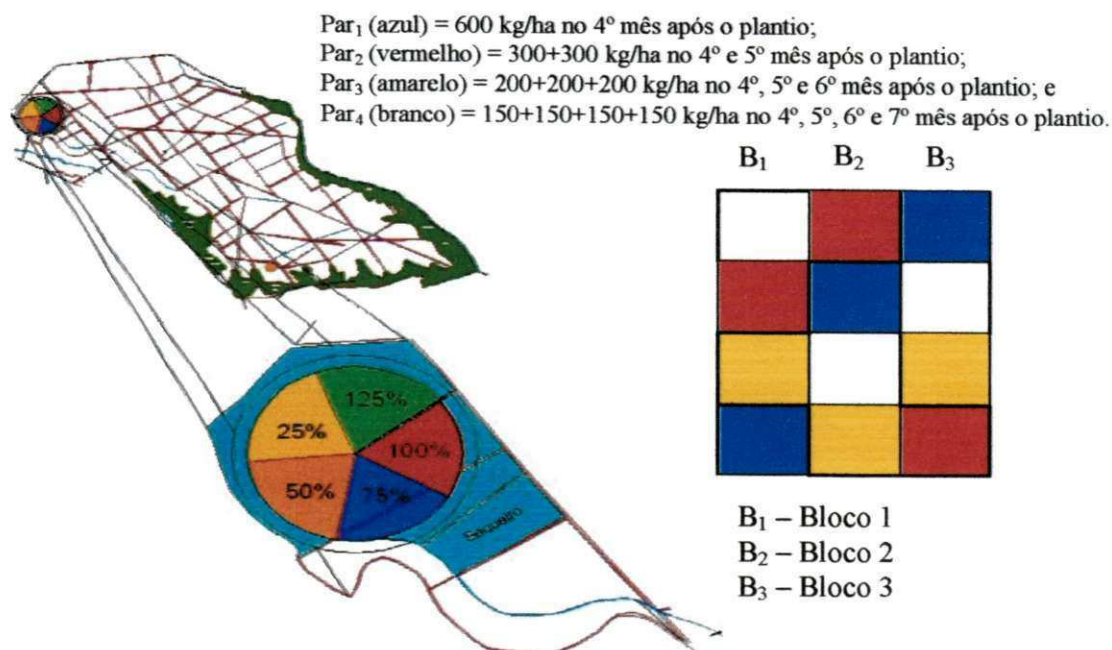 Par₁ (azul) = 600 kg/ha no 4º mês após o plantio;
Par₂ (vermelho) = 300+300 kg/ha no 4º e 5º mês após o plantio;
Par₃ (amarelo) = 200+200+200 kg/ha no 4º, 5º e 6º mês após o plantio; e
Par₄ (branco) = 150+150+150+150 kg/ha no 4º, 5º, 6º e 7º mês após o plantio.
B₁ B₂ B₃
125%
25%
100%
50%
75%
Sequeiro
B₁ – Bloco 1
B₂ – Bloco 2
B₃ – Bloco 3